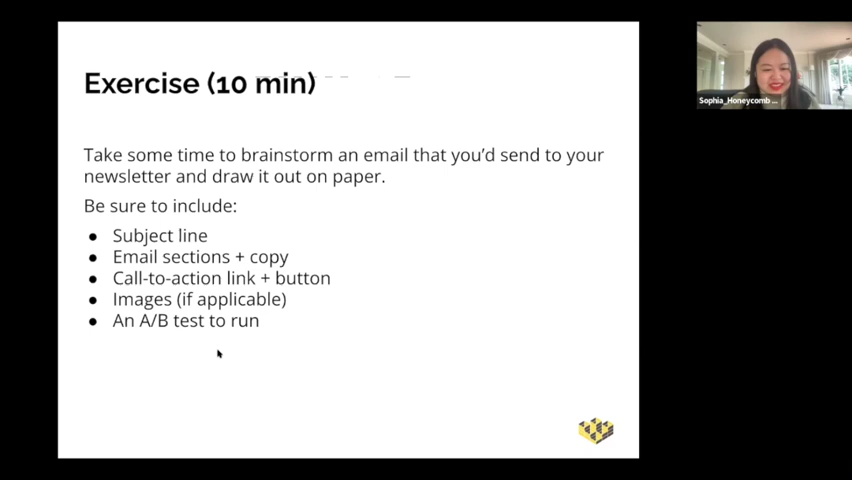 Exercise (10 min)
Take some time to brainstorm an email that you'd send to your
newsletter and draw it out on paper.
Be sure to include:
● Subject line
● Email sections + copy
● Call-to-action link + button
● Images (if applicable)
● An A/B test to run
Sophia_Honeycomb ...